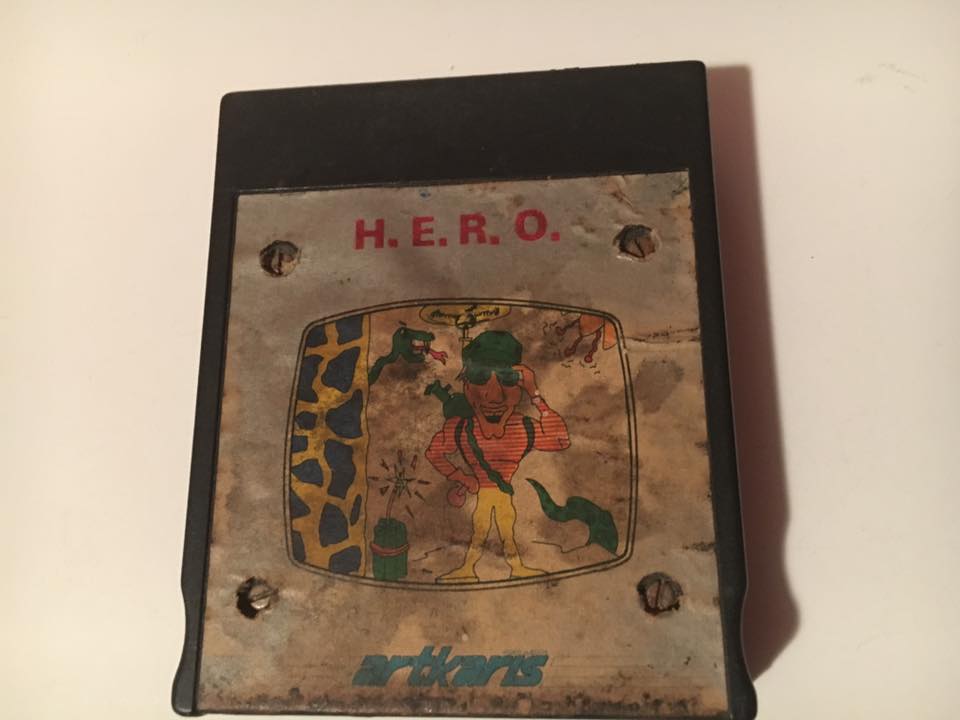 H. E. R. O.
artkaris